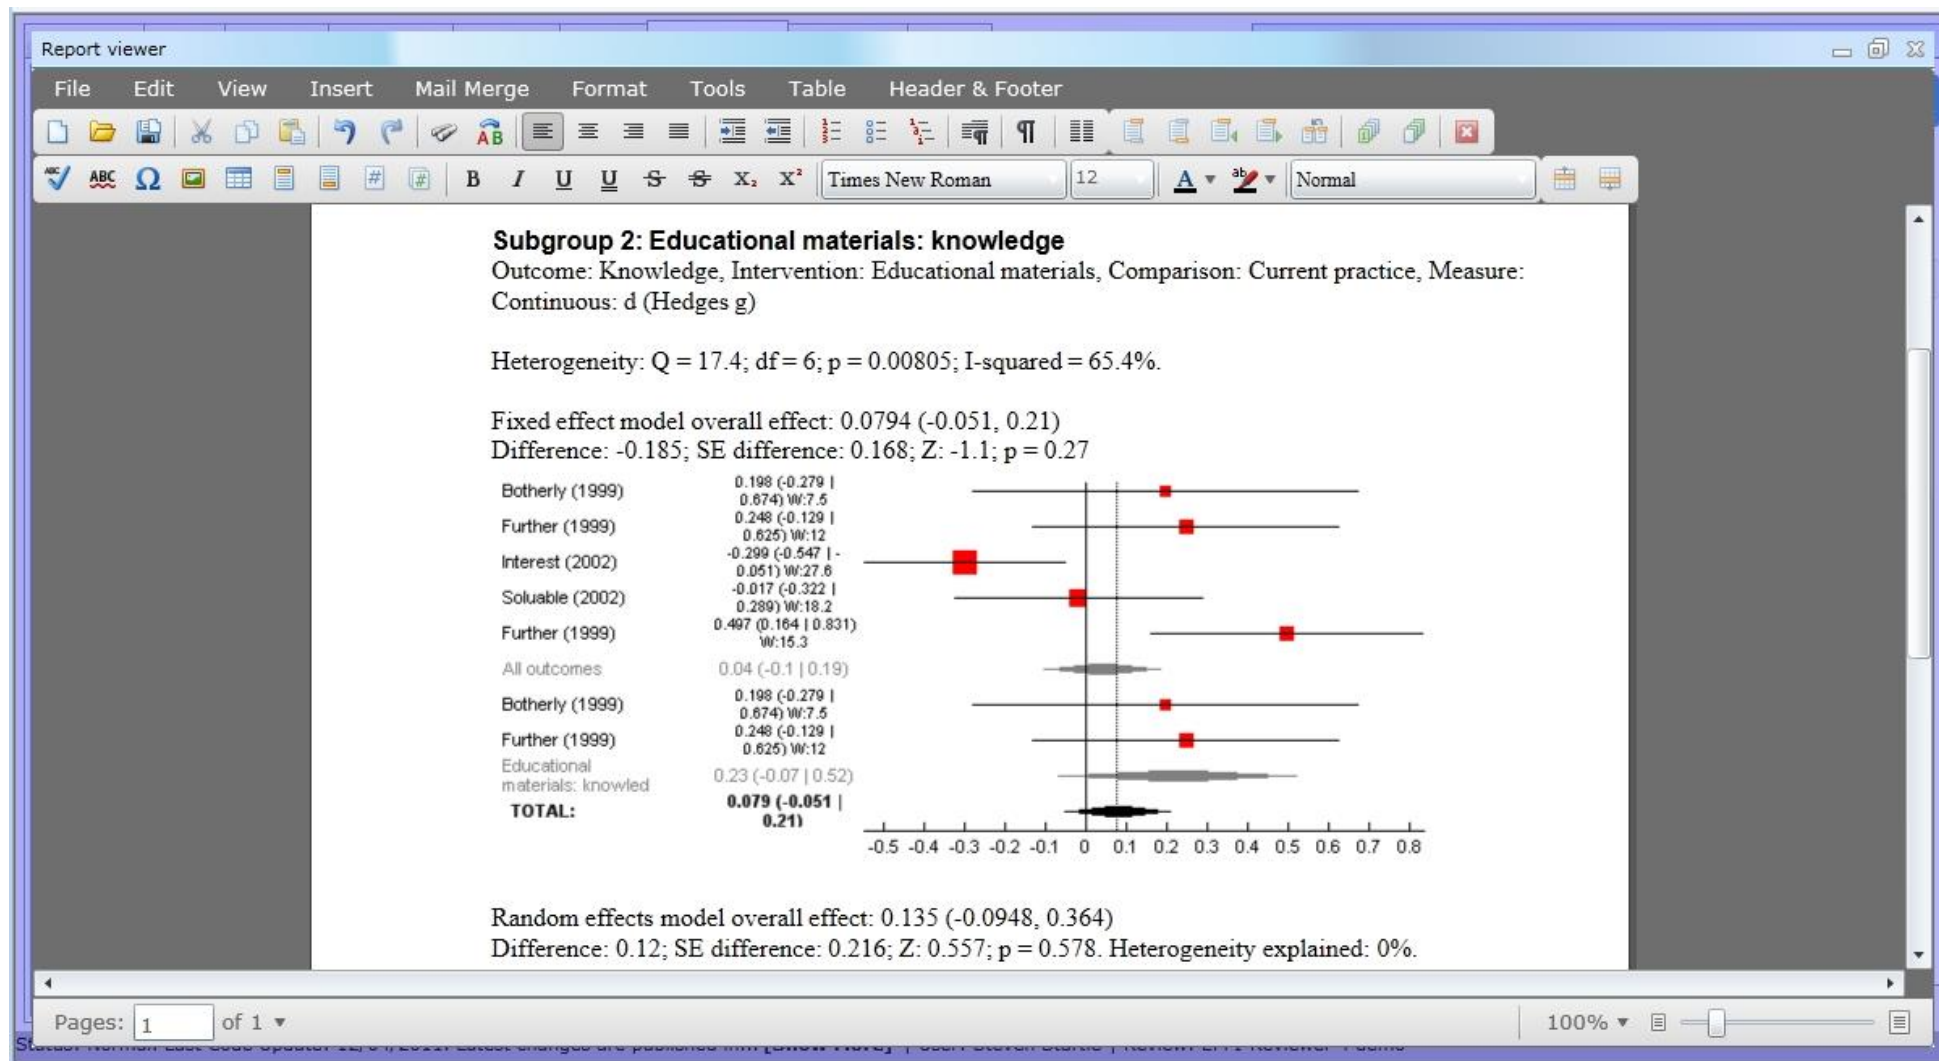 Report viewer
File Edit View Insert Mail Merge Format Tools Table Header & Footer
Times New Roman 12 Normal
Subgroup 2: Educational materials: knowledge
Outcome: Knowledge, Intervention: Educational materials, Comparison: Current practice, Measure:
Continuous: d (Hedges g)
Heterogeneity: Q = 17.4; df = 6; p = 0.00805; I-squared = 65.4%.
Fixed effect model overall effect: 0.0794 (-0.051, 0.21)
Difference: -0.185; SE difference: 0.168; Z: -1.1; p = 0.27
Botherly (1999) 0.198 (-0.279 |
0.674) W:7.5
Further (1999) 0.248 (-0.129 |
0.625) W:12
Interest (2002) -0.299 (-0.547 | -
0.051) W:27.6
Soluable (2002) -0.017 (-0.322 |
0.289) W:18.2
Further (1999) 0.497 (0.164 | 0.831)
W:15.3
All outcomes 0.04 (-0.1 | 0.19)
Botherly (1999) 0.198 (-0.279 |
0.674) W:7.5
Further (1999) 0.248 (-0.129 |
0.625) W:12
Educational
materials: knowled 0.23 (-0.07 | 0.52)
TOTAL: 0.079 (-0.051 |
0.21)
-0.5 -0.4 -0.3 -0.2 -0.1 0 0.1 0.2 0.3 0.4 0.5 0.6 0.7 0.8
Random effects model overall effect: 0.135 (-0.0948, 0.364)
Difference: 0.12; SE difference: 0.216; Z: 0.557; p = 0.578. Heterogeneity explained: 0%.
Pages: 1 of 1 100%